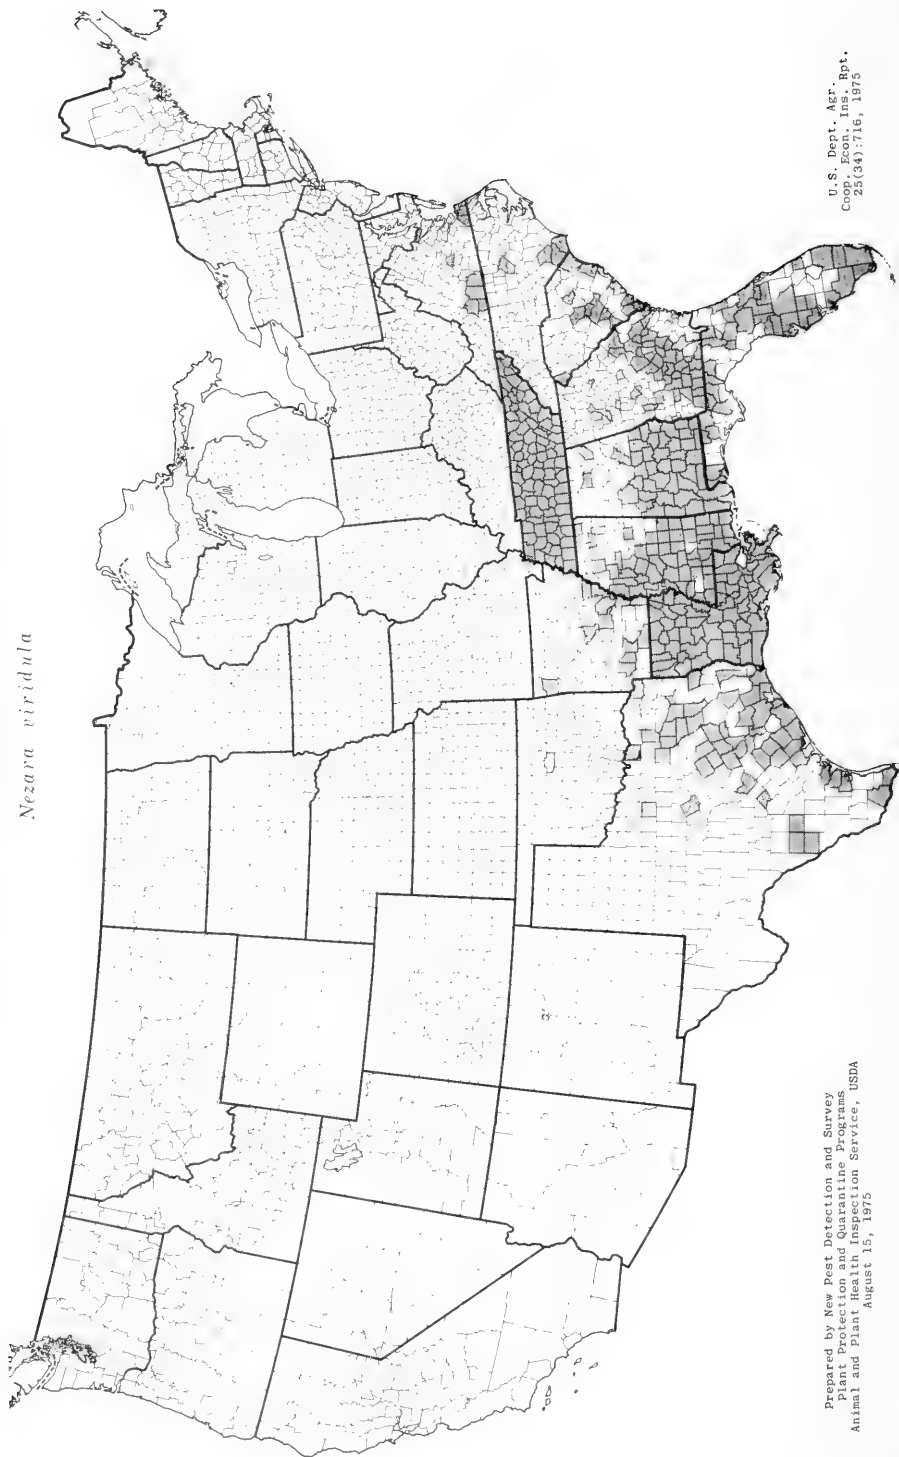 Nezara viridula
Prepared by New Pest Detection and Survey
Plant Protection and Quarantine Programs
Animal and Plant Health Inspection Service, USDA
August 15, 1975
U.S. Dept. Agr.
Coop. Econ. Ins. Rpt.
25(34):716, 1975